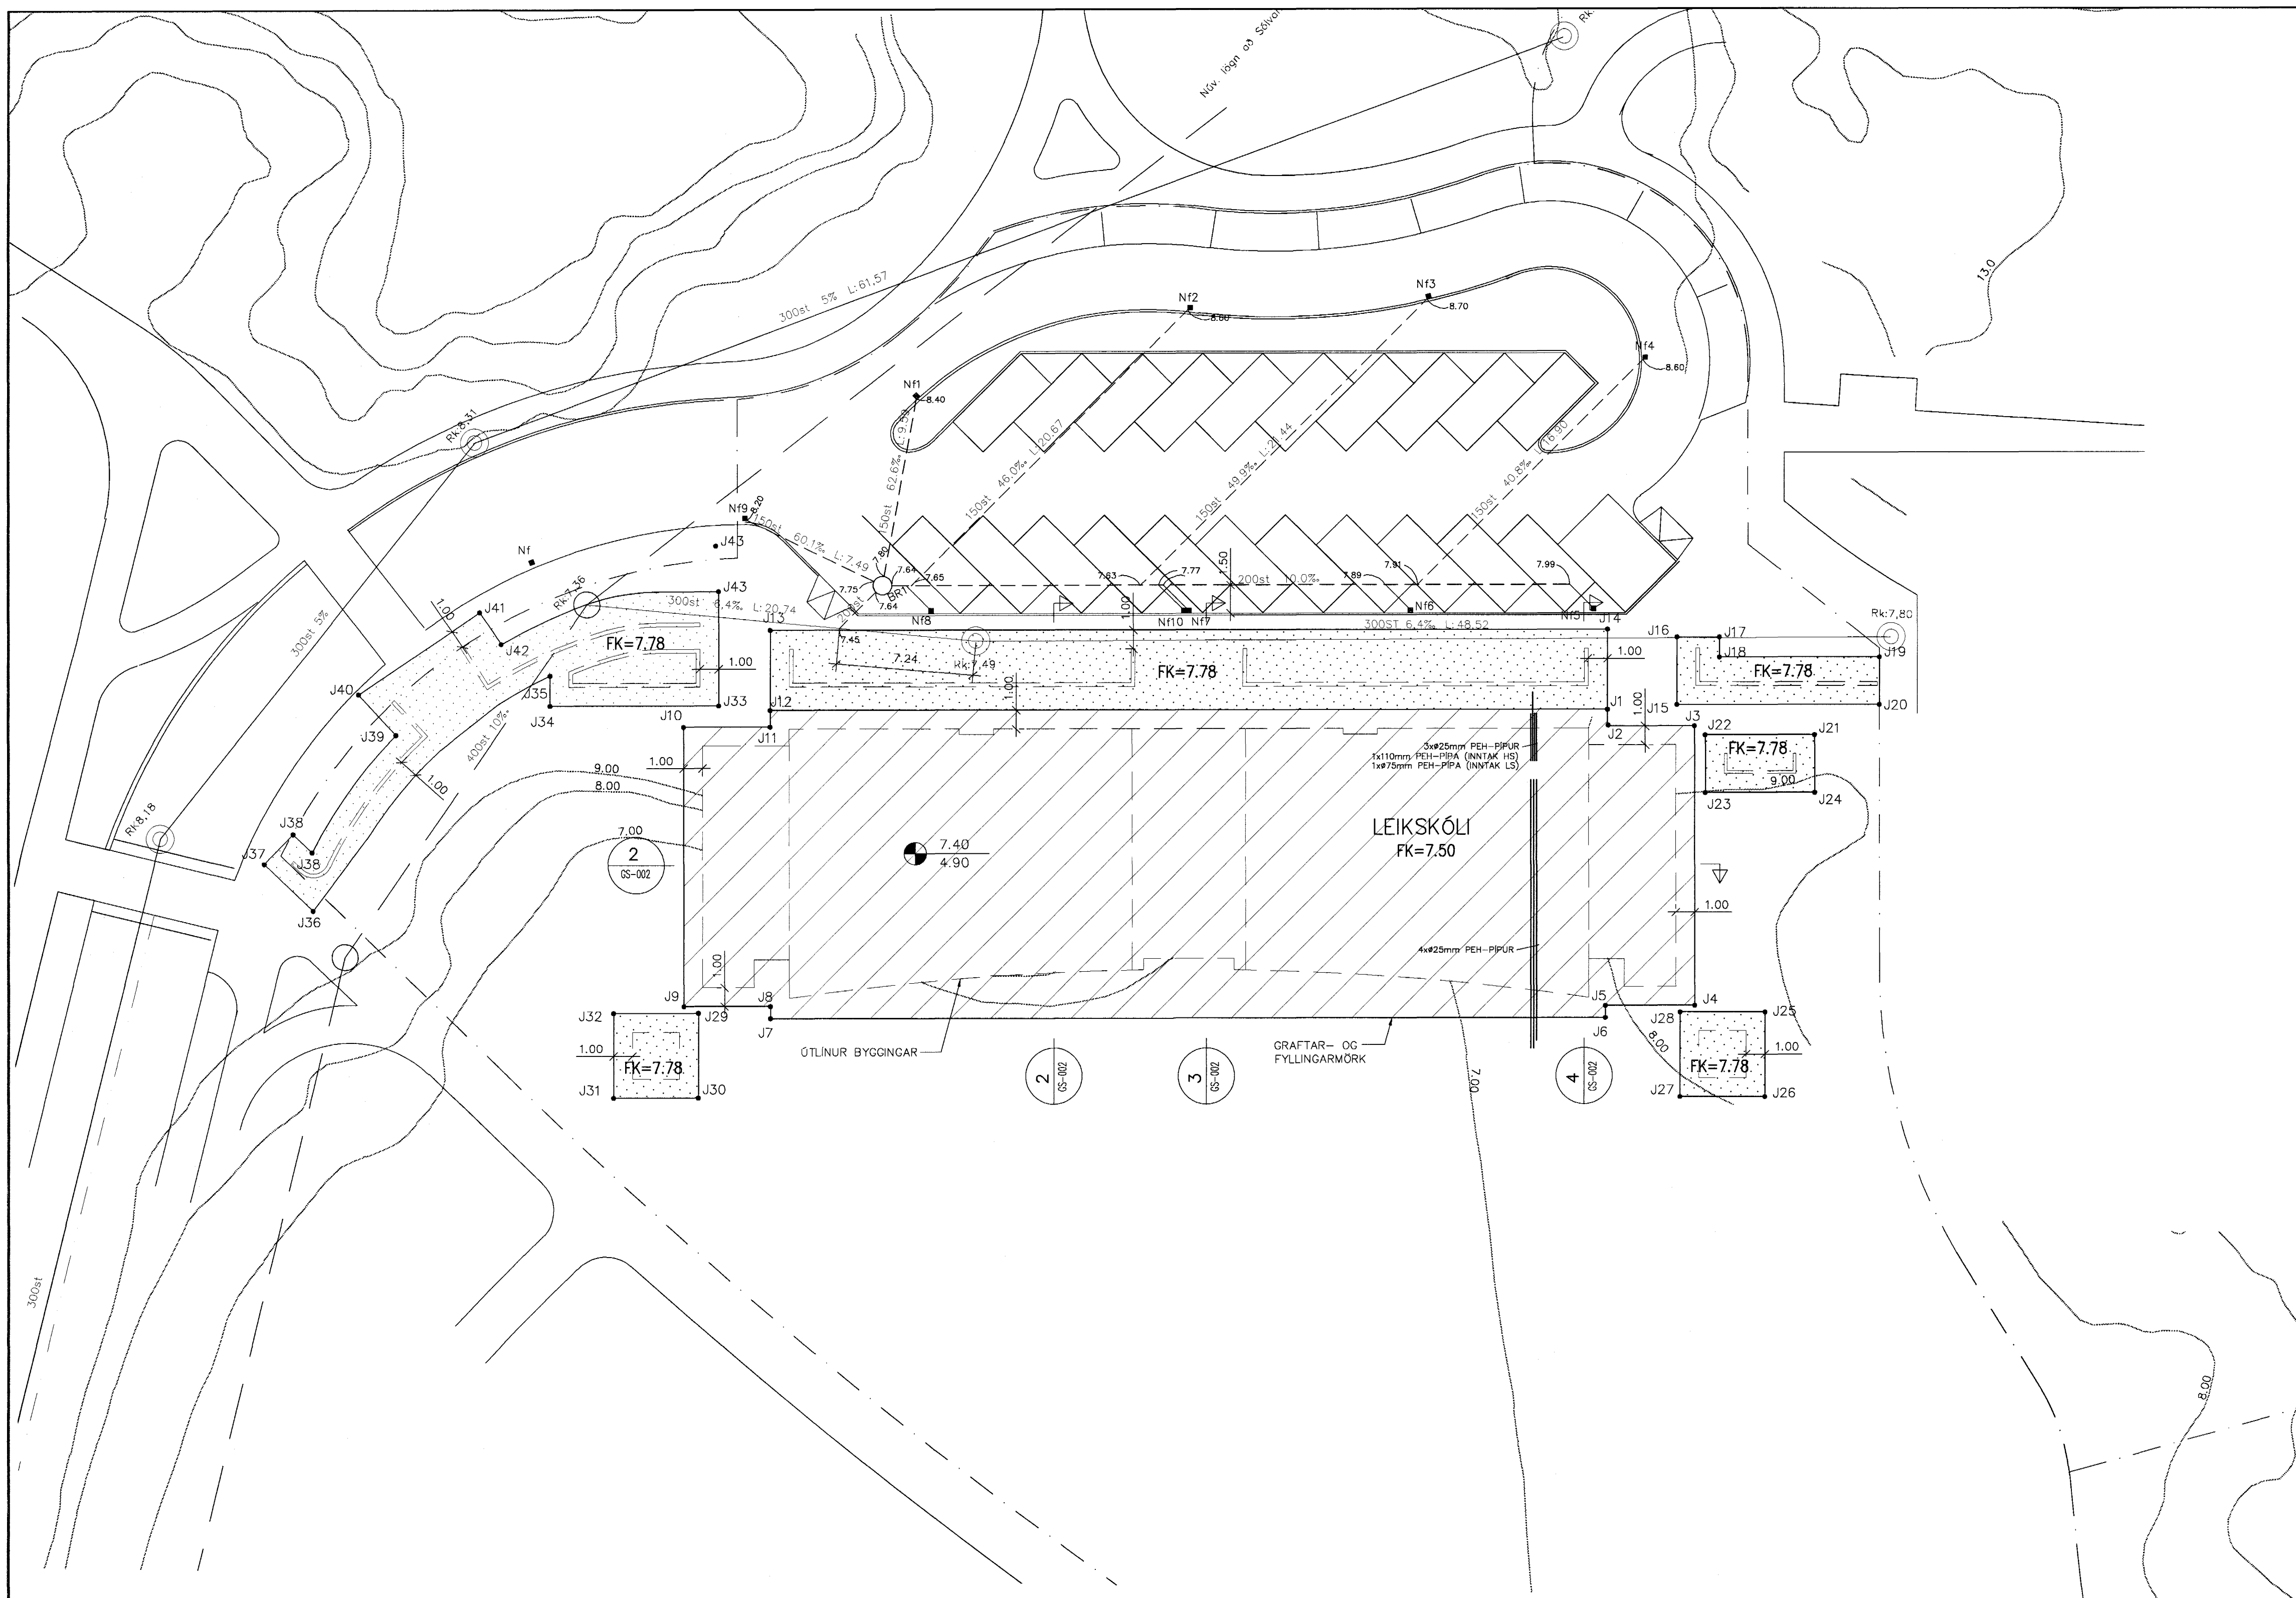 Núv. lögn að Sólvan
Rk:
13.0
300st 5% L:61,57
Nf2
8.60
Nf3
8.70
Nf4
8.60
Nf1
8.40
150st 62.6‰ L:9.59
150st 46.0‰ L:20.67
150st 49.9‰ L:21.44
150st 40.8‰ L:16.90
Rk:8,31
Nf9
8.20
150st 60.1‰ L:7.49
Nf
J43
J43
7.80
7.64
7.65
7.75
7.64
BR1
200st
7.63
7.77
1.50
200st 10.0‰
7.89
7.91
7.99
Nf8
Nf10
Nf7
Nf6
Nf5
J14
Rk:7,36
300st 6,4‰ L:20,74
300ST 6,4‰ L:48,52
Rk:7,80
J41
1.00
J42
FK=7.78
1.00
J13
7.45
7.24
Rk:7,49
1.00
FK=7.78
1.00
J16
J17
J18
J19
FK=7.78
J20
300st 5%
J40
J35
J34
J33
J39
1.00
400st 10‰
J10
J12
J11
1.00
J1
J2
J15
1.00
J3
J22
J21
FK=7.78
9.00
J23
J24
3xø25mm PEH-PÍPUR
1x110mm PEH-PÍPA (INNTAK HS)
1xø75mm PEH-PÍPA (INNTAK LS)
1.00
9.00
8.00
7.00
2
GS-002
Rk8,18
J38
J37
J38
J36
7.40
4.90
LEIKSKÓLI
FK=7.50
1.00
4xø25mm PEH-PÍPUR
1.00
J9
J8
J7
J5
J6
J4
J32
J29
1.00
FK=7.78
J31
J30
ÚTLÍNUR BYGGINGAR
GRAFTAR- OG
FYLLINGARMÖRK
2
GS-002
3
GS-002
4
GS-002
7.00
8.00
J28
J25
1.00
FK=7.78
J27
J26
300st
8.00